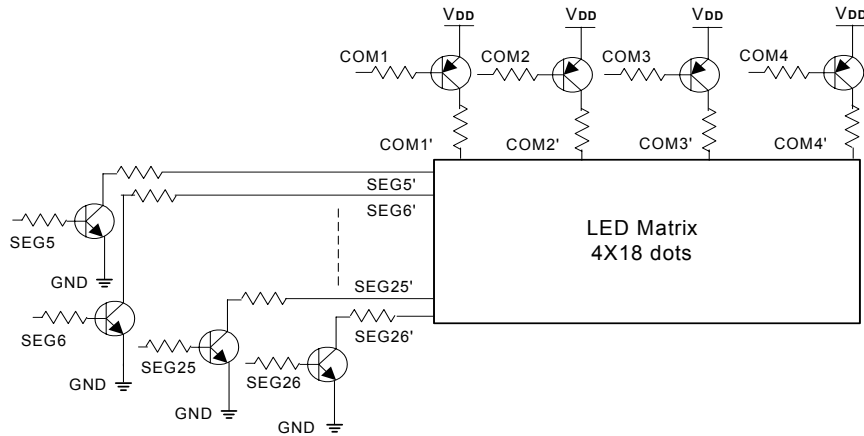 VDD VDD VDD VDD
COM1 COM2 COM3 COM4
COM1' COM2' COM3' COM4'
SEG5'
SEG6'
SEG5
LED Matrix
4X18 dots
GND
SEG25'
SEG6
SEG26'
SEG25
SEG26
GND
GND
GND